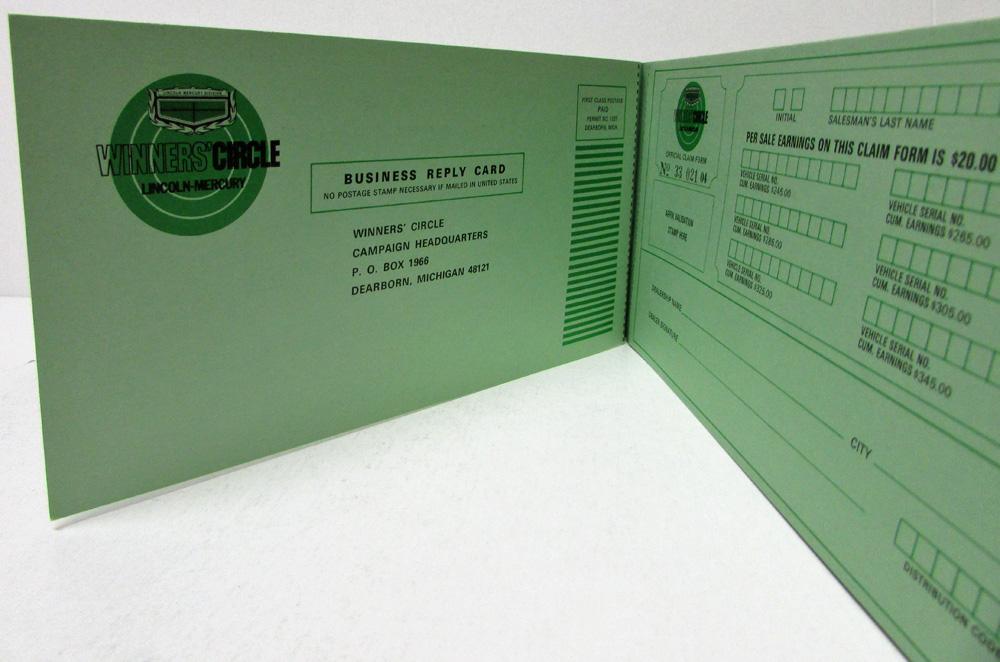 LINCOLN MERCURY DIVISION
WINNERS' CIRCLE
LINCOLN-MERCURY
BUSINESS REPLY CARD
NO POSTAGE STAMP NECESSARY IF MAILED IN UNITED STATES
WINNERS' CIRCLE
CAMPAIGN HEADQUARTERS
P. O. BOX 1966
DEARBORN, MICHIGAN 48121
FIRST CLASS POSTAGE
PAID
DEARBORN, MICH.
WINNERS' CIRCLE
OFFICIAL CLAIM FORM
No 33 021 04
AFFIX VALIDATION
STAMP HERE
INITIAL
SALESMAN'S LAST NAME
PER SALE EARNINGS ON THIS CLAIM FORM IS $20.00
VEHICLE SERIAL NO.
CUM. EARNINGS $245.00
VEHICLE SERIAL NO.
CUM. EARNINGS $265.00
VEHICLE SERIAL NO.
CUM. EARNINGS $285.00
VEHICLE SERIAL NO.
CUM. EARNINGS $305.00
VEHICLE SERIAL NO.
CUM. EARNINGS $325.00
VEHICLE SERIAL NO.
CUM. EARNINGS $345.00
DEALERSHIP NAME
DEALER SIGNATURE
CITY
DISTRIBUTION CODE